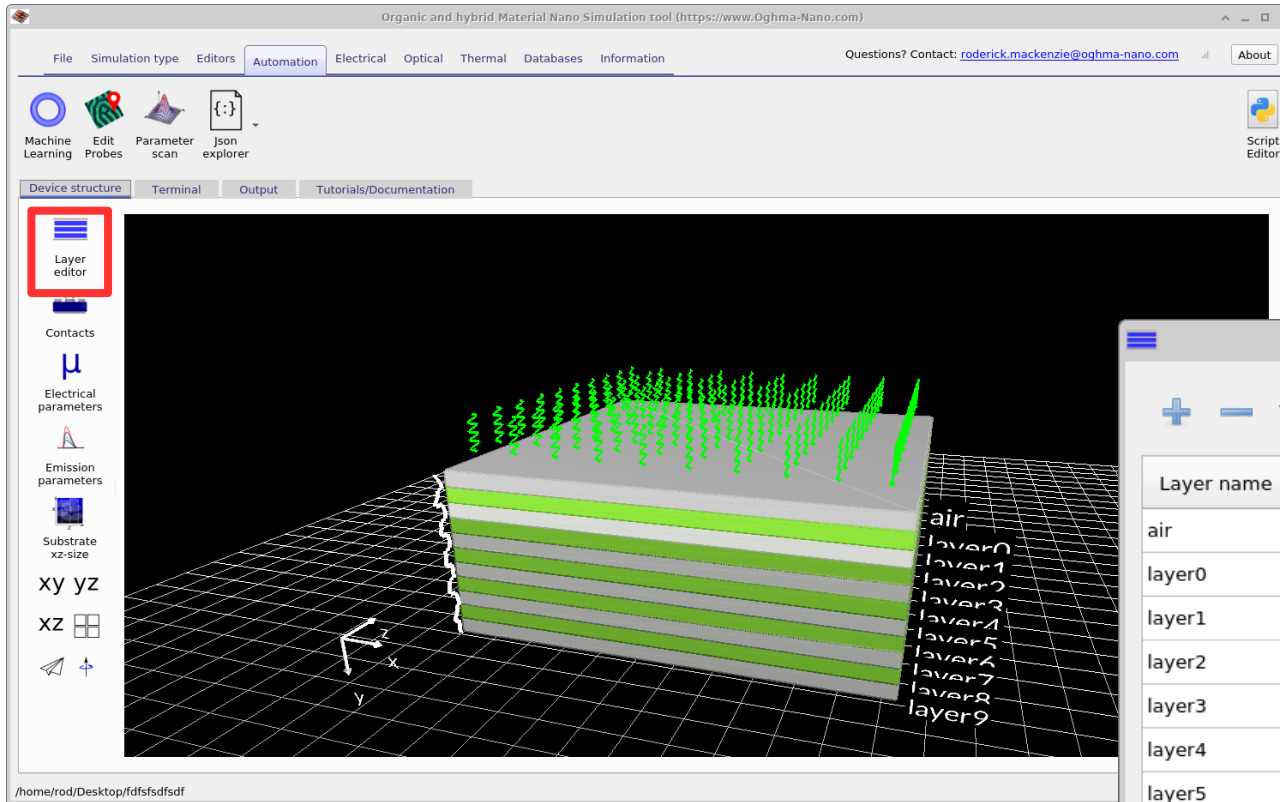 Organic and hybrid Material Nano Simulation tool (https://www.Oghma-Nano.com)
File Simulation type Editors Automation Electrical Optical Thermal Databases Information
Questions? Contact: roderick.mackenzie@oghma-nano.com About
Machine Learning
Edit Probes
Parameter scan
{:}
Json explorer
Script Editor
Device structure Terminal Output Tutorials/Documentation
Layer editor
Contacts
μ
Electrical parameters
Emission parameters
x
z
Substrate xz-size
xy yz
xz
z
x
y
air
layer0
layer1
layer2
layer3
layer4
layer5
layer6
layer7
layer8
layer9
Layer name
air
layer0
layer1
layer2
layer3
layer4
layer5
/home/rod/Desktop/fdfsfsdfsdf